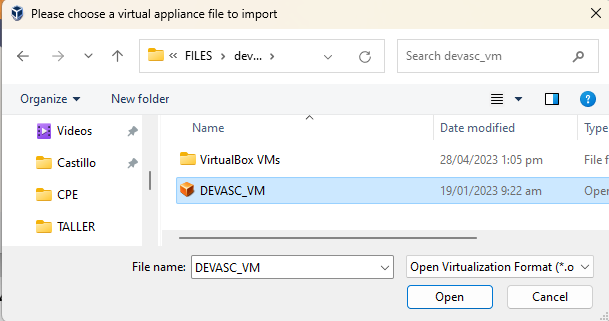 Please choose a virtual appliance file to import
« FILES › dev... ›
Search devasc_vm
Organize
New folder
Name
Date modified
Type
Videos
Castillo
CPE
TALLER
VirtualBox VMs 28/04/2023 1:05 pm File f
DEVASC_VM 19/01/2023 9:22 am Open
File name: DEVASC_VM
Open Virtualization Format (*.o
Open
Cancel